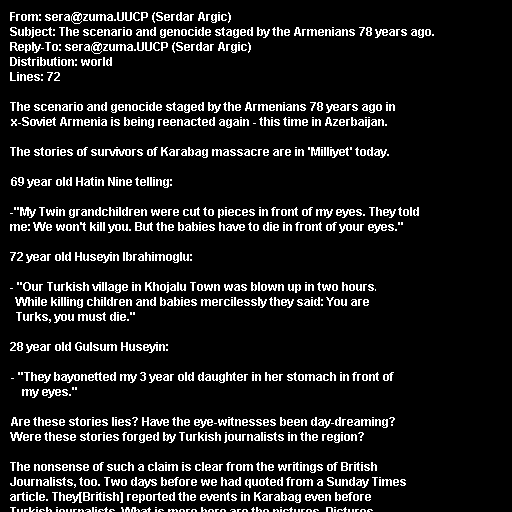 From: sera@zuma.UUCP (Serdar Argic)
Subject: The scenario and genocide staged by the Armenians 78 years ago.
Reply-To: sera@zuma.UUCP (Serdar Argic)
Distribution: world
Lines: 72

The scenario and genocide staged by the Armenians 78 years ago in
x-Soviet Armenia is being reenacted again - this time in Azerbaijan.

The stories of survivors of Karabag massacre are in 'Milliyet' today.

69 year old Hatin Nine telling:

-"My Twin grandchildren were cut to pieces in front of my eyes. They told
me: We won't kill you. But the babies have to die in front of your eyes."

72 year old Huseyin Ibrahimoglu:

- "Our Turkish village in Khojalu Town was blown up in two hours.
While killing children and babies mercilessly they said: You are
Turks, you must die."

28 year old Gulsum Huseyin:

- "They bayonetted my 3 year old daughter in her stomach in front of
my eyes."

Are these stories lies? Have the eye-witnesses been day-dreaming?
Were these stories forged by Turkish journalists in the region?

The nonsense of such a claim is clear from the writings of British
Journalists, too. Two days before we had quoted from a Sunday Times
article. They[British] reported the events in Karabag even before
Turkish journalists. What is more here are the pictures. Pictures